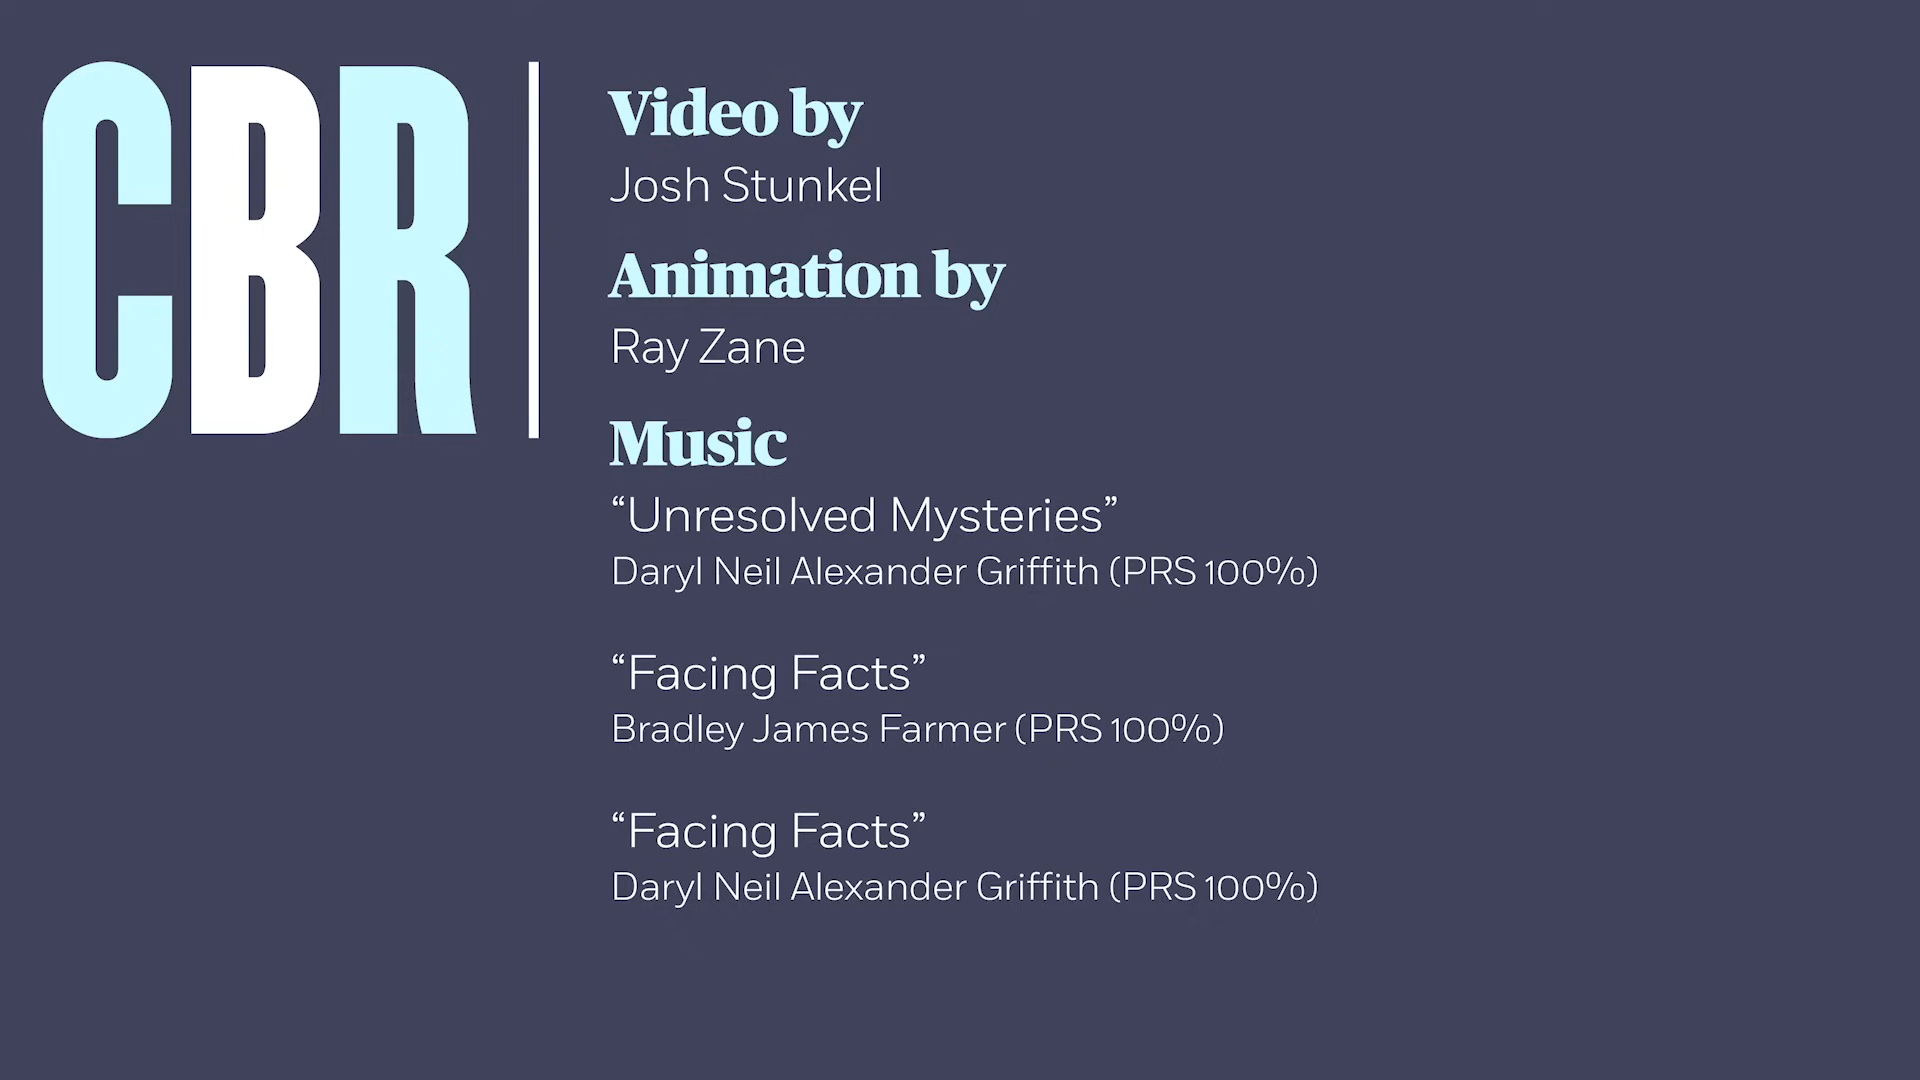 CBR
Video by
Josh Stunkel
Animation by
Ray Zane
Music
“Unresolved Mysteries”
Daryl Neil Alexander Griffith (PRS 100%)
“Facing Facts”
Bradley James Farmer (PRS 100%)
“Facing Facts”
Daryl Neil Alexander Griffith (PRS 100%)